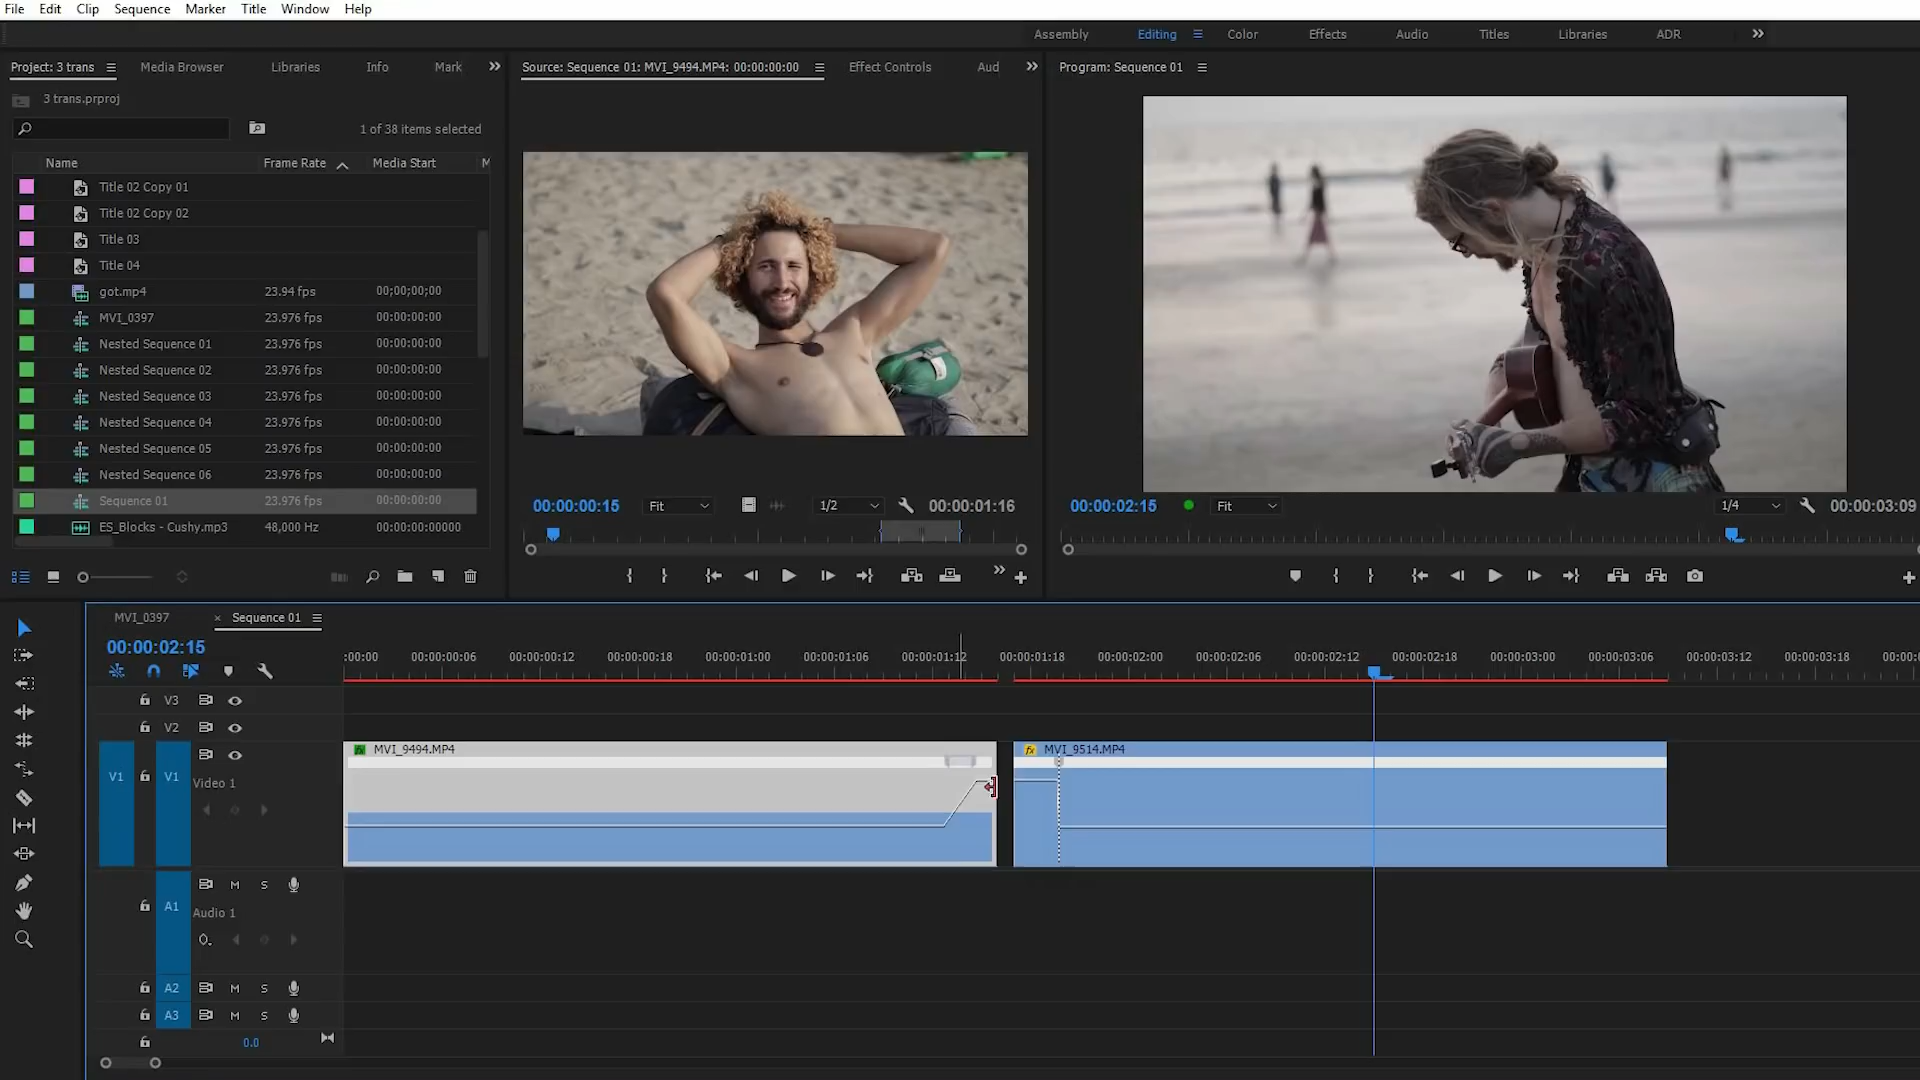 File Edit Clip Sequence Marker Title Window Help
Assembly Editing Color Effects Audio Titles Libraries ADR
Project: 3 trans Media Browser Libraries Info Mark
3 trans.prproj
1 of 38 items selected
Name Frame Rate Media Start M
Title 02 Copy 01
Title 02 Copy 02
Title 03
Title 04
got.mp4 23.94 fps 00;00;00;00
MVI_0397 23.976 fps 00:00:00:00
Nested Sequence 01 23.976 fps 00:00:00:00
Nested Sequence 02 23.976 fps 00:00:00:00
Nested Sequence 03 23.976 fps 00:00:00:00
Nested Sequence 04 23.976 fps 00:00:00:00
Nested Sequence 05 23.976 fps 00:00:00:00
Nested Sequence 06 23.976 fps 00:00:00:00
Sequence 01 23.976 fps 00:00:00:00
ES_Blocks - Cushy.mp3 48,000 Hz 00:00:00:00000
Source: Sequence 01: MVI_9494.MP4: 00:00:00:00 Effect Controls Aud
00:00:00:15 Fit 1/2 00:00:01:16
Program: Sequence 01
00:00:02:15 Fit 1/4 00:00:03:09
MVI_0397 × Sequence 01
00:00:02:15
:00:00 00:00:00:06 00:00:00:12 00:00:00:18 00:00:01:00 00:00:01:06 00:00:01:12 00:00:01:18 00:00:02:00 00:00:02:06 00:00:02:12 00:00:02:18 00:00:03:00 00:00:03:06 00:00:03:12 00:00:03:18 00:00
V3
V2
fx MVI_9494.MP4 fx MVI_9514.MP4
V1 V1
Video 1
M S
A1
Audio 1
A2 M S
A3 M S
0.0